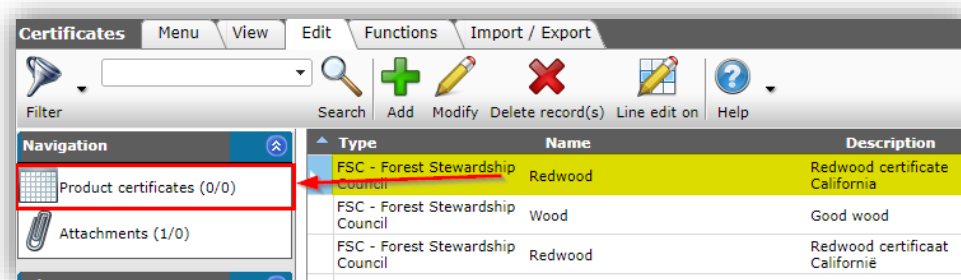 Certificates Menu View Edit Functions Import / Export
Filter Search Add Modify Delete record(s) Line edit on Help
Navigation
Product certificates (0/0)
Attachments (1/0)
Type Name Description
FSC - Forest Stewardship Council Redwood Redwood certificate California
FSC - Forest Stewardship Council Wood Good wood
FSC - Forest Stewardship Council Redwood Redwood certificaat Californië